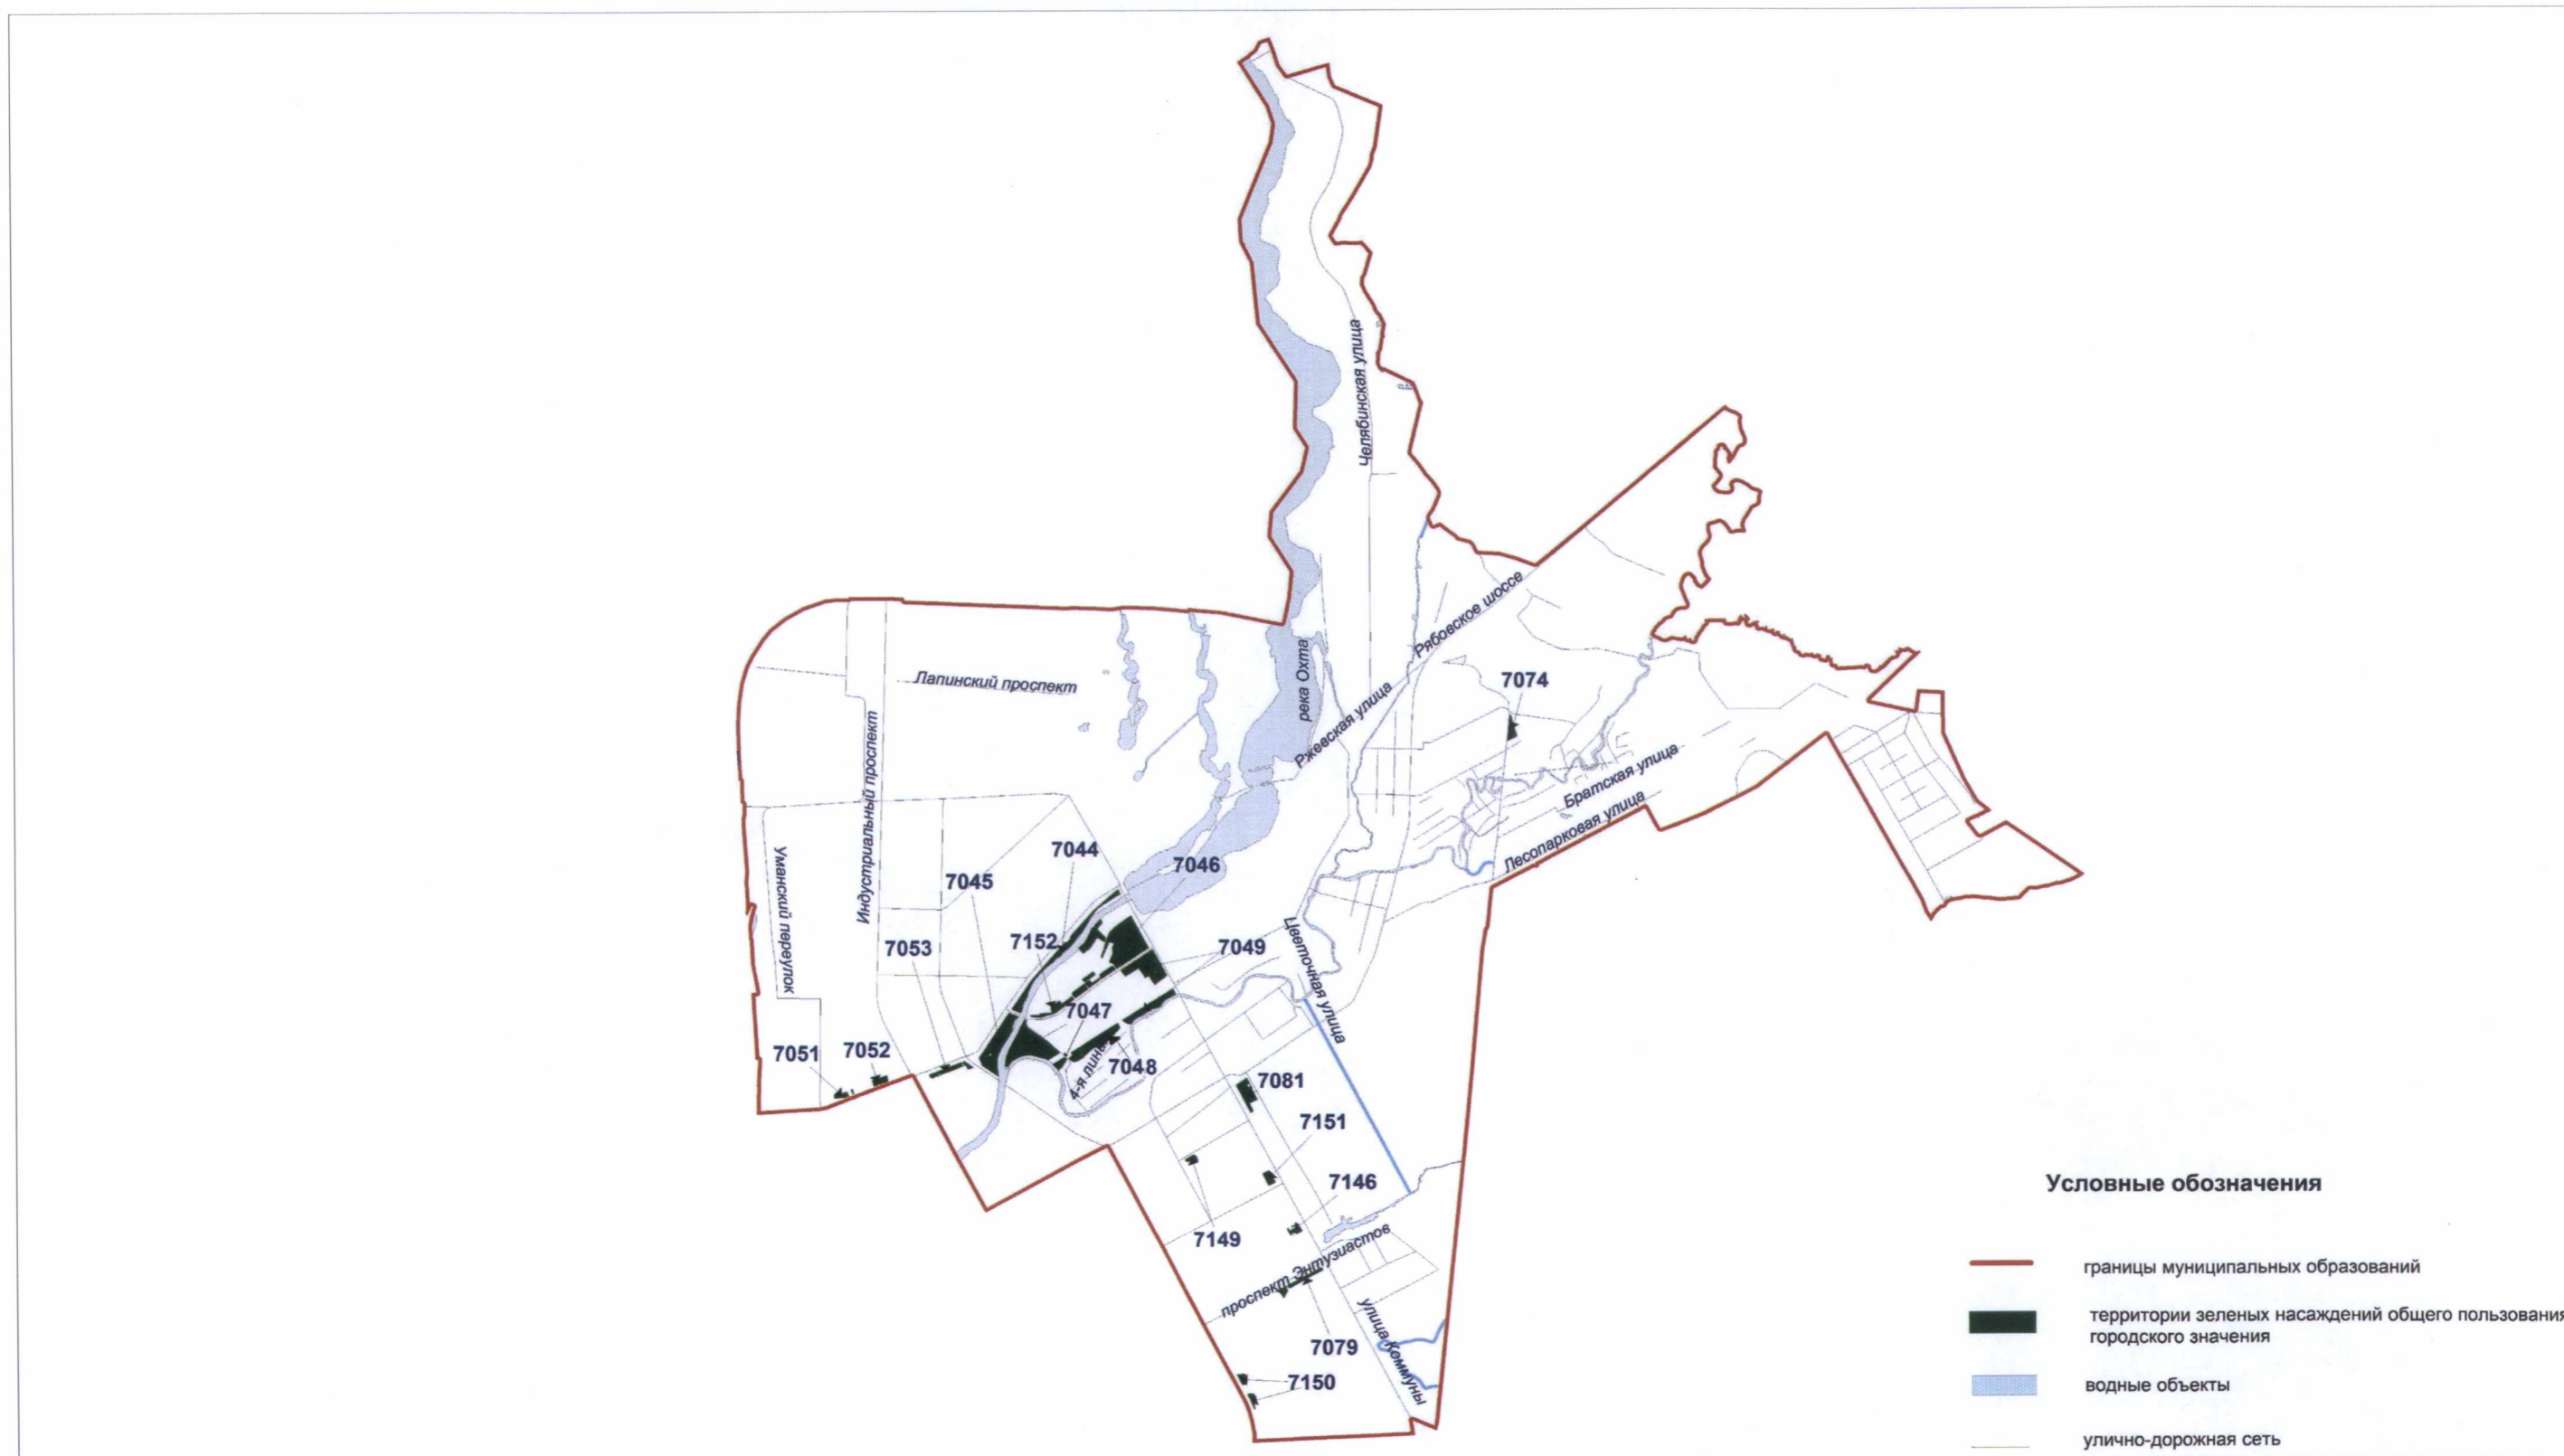 Челябинская улица
Рябовское шоссе
река Охта
Ржевская улица
7074
Лапинский проспект
Индустриальный проспект
Братская улица
Лесопарковая улица
Уманский переулок
7044
7046
7045
Цветочная улица
7053
7152
7049
7047
7051
7052
4-я лин
7048
7081
7151
7146
7149
проспект Энтузиастов
улица Коммуны
7079
7150
Условные обозначения
границы муниципальных образований
территории зеленых насаждений общего пользования
городского значения
водные объекты
улично-дорожная сеть